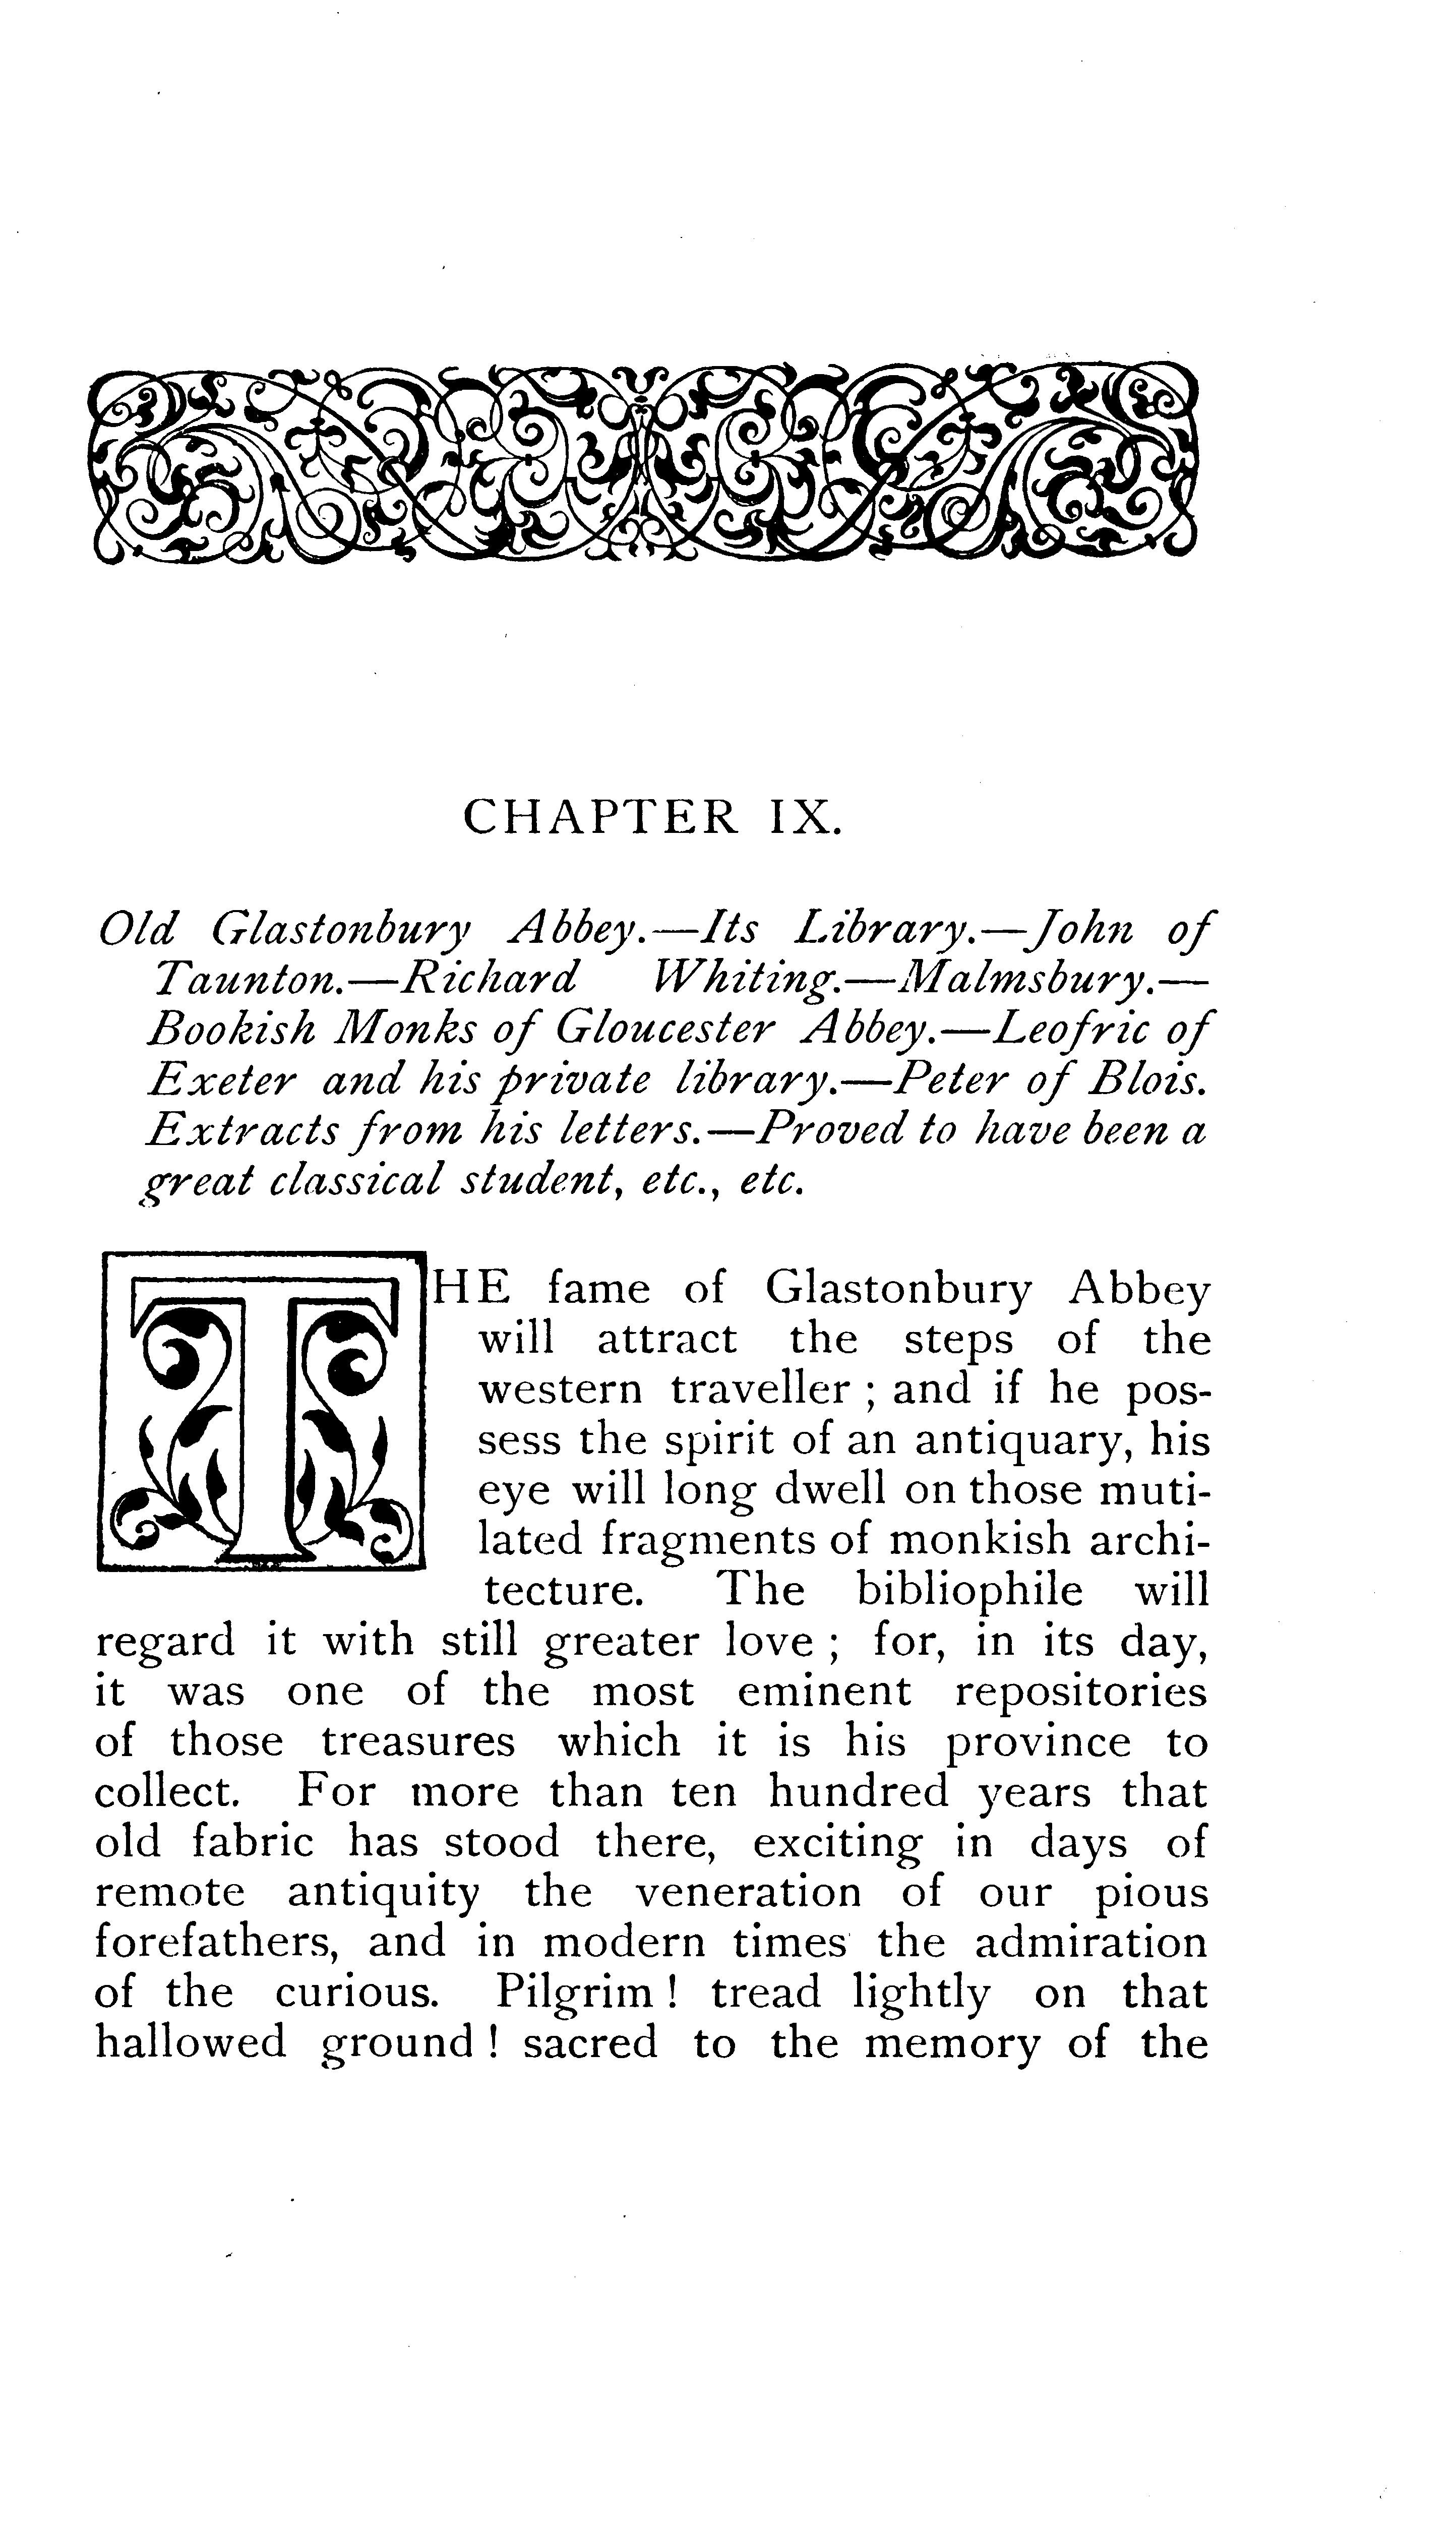 CHAPTER IX.
Old Glastonbury Abbey.—Its Library.—John of
Taunton.—Richard Whiting.—Malmsbury.—
Bookish Monks of Gloucester Abbey.—Leofric of
Exeter and his private library.—Peter of Blois.
Extracts from his letters.—Proved to have been a
great classical student, etc., etc.
THE fame of Glastonbury Abbey
will attract the steps of the
western traveller ; and if he pos-
sess the spirit of an antiquary, his
eye will long dwell on those muti-
lated fragments of monkish archi-
tecture. The bibliophile will
regard it with still greater love ; for, in its day,
it was one of the most eminent repositories
of those treasures which it is his province to
collect. For more than ten hundred years that
old fabric has stood there, exciting in days of
remote antiquity the veneration of our pious
forefathers, and in modern times the admiration
of the curious. Pilgrim ! tread lightly on that
hallowed ground ! sacred to the memory of the